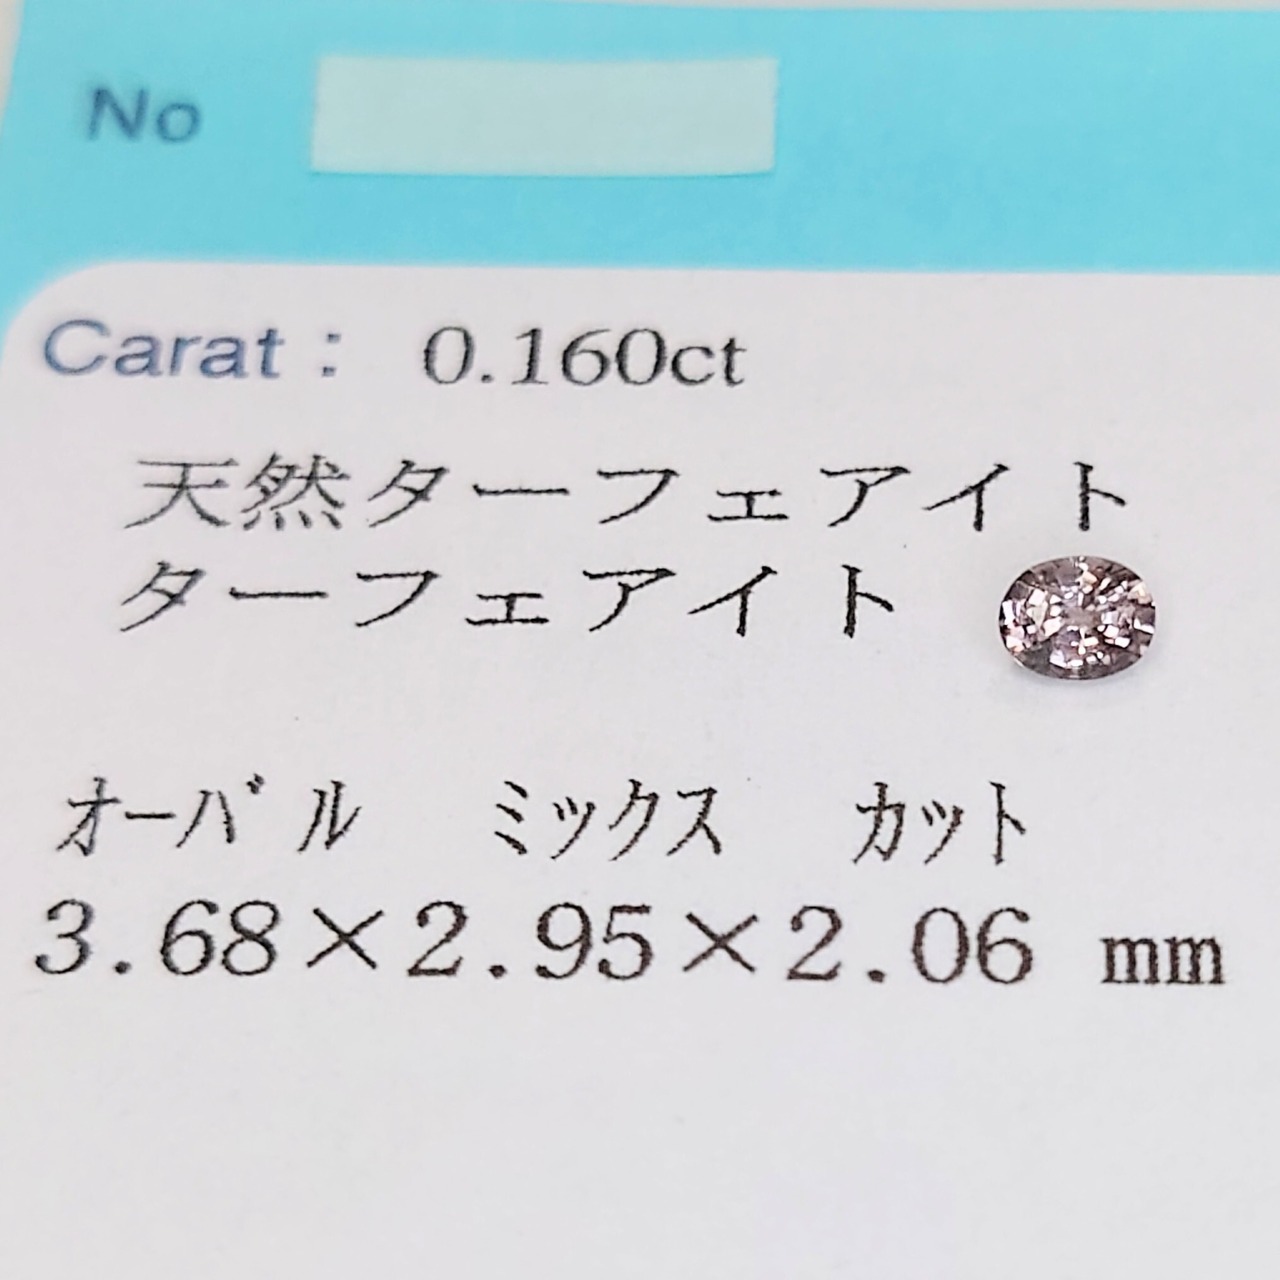 No
Carat : 0.160ct
天然ターフェアイト
ターフェアイト
ｵｰﾊﾞﾙ ﾐｯｸｽ ｶｯﾄ
3.68×2.95×2.06 mm